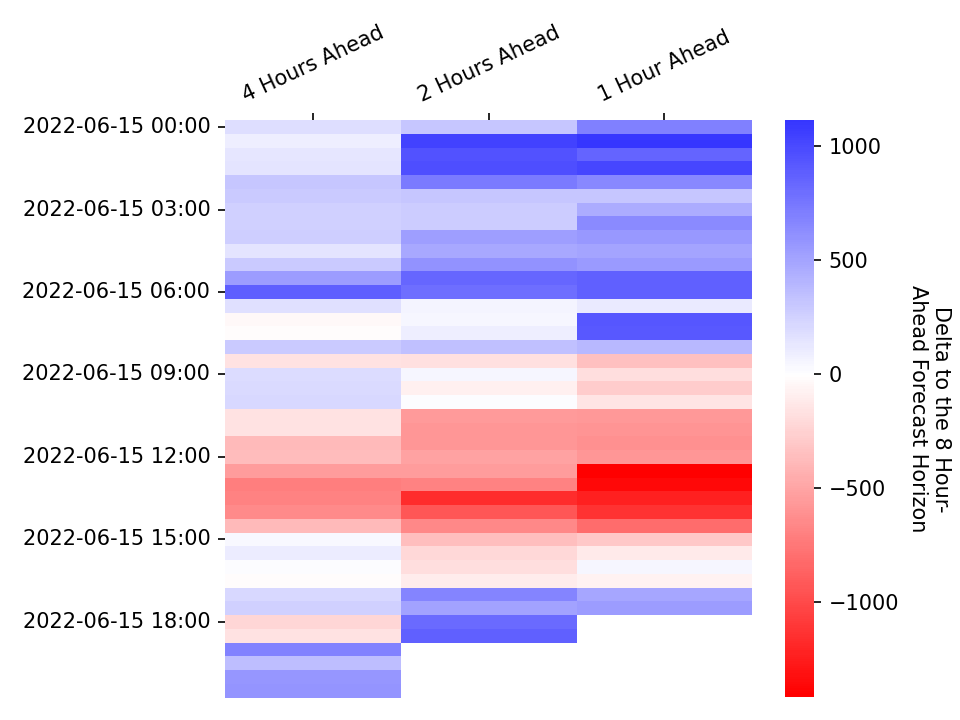 4 Hours Ahead
2 Hours Ahead
1 Hour Ahead
2022-06-15 00:00
2022-06-15 03:00
2022-06-15 06:00
2022-06-15 09:00
2022-06-15 12:00
2022-06-15 15:00
2022-06-15 18:00
1000
500
0
−500
−1000
Delta to the 8 Hour-
Ahead Forecast Horizon